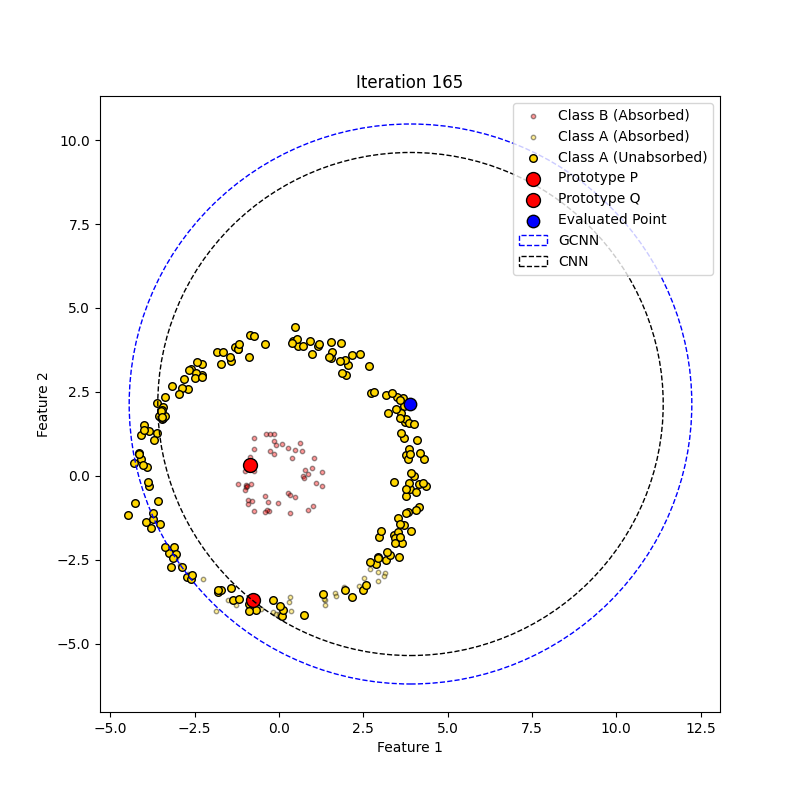 Iteration 165
Class B (Absorbed)
Class A (Absorbed)
Class A (Unabsorbed)
Prototype P
Prototype Q
Evaluated Point
GCNN
CNN
10.0
7.5
5.0
2.5
0.0
−2.5
−5.0
Feature 2
−5.0 −2.5 0.0 2.5 5.0 7.5 10.0 12.5
Feature 1